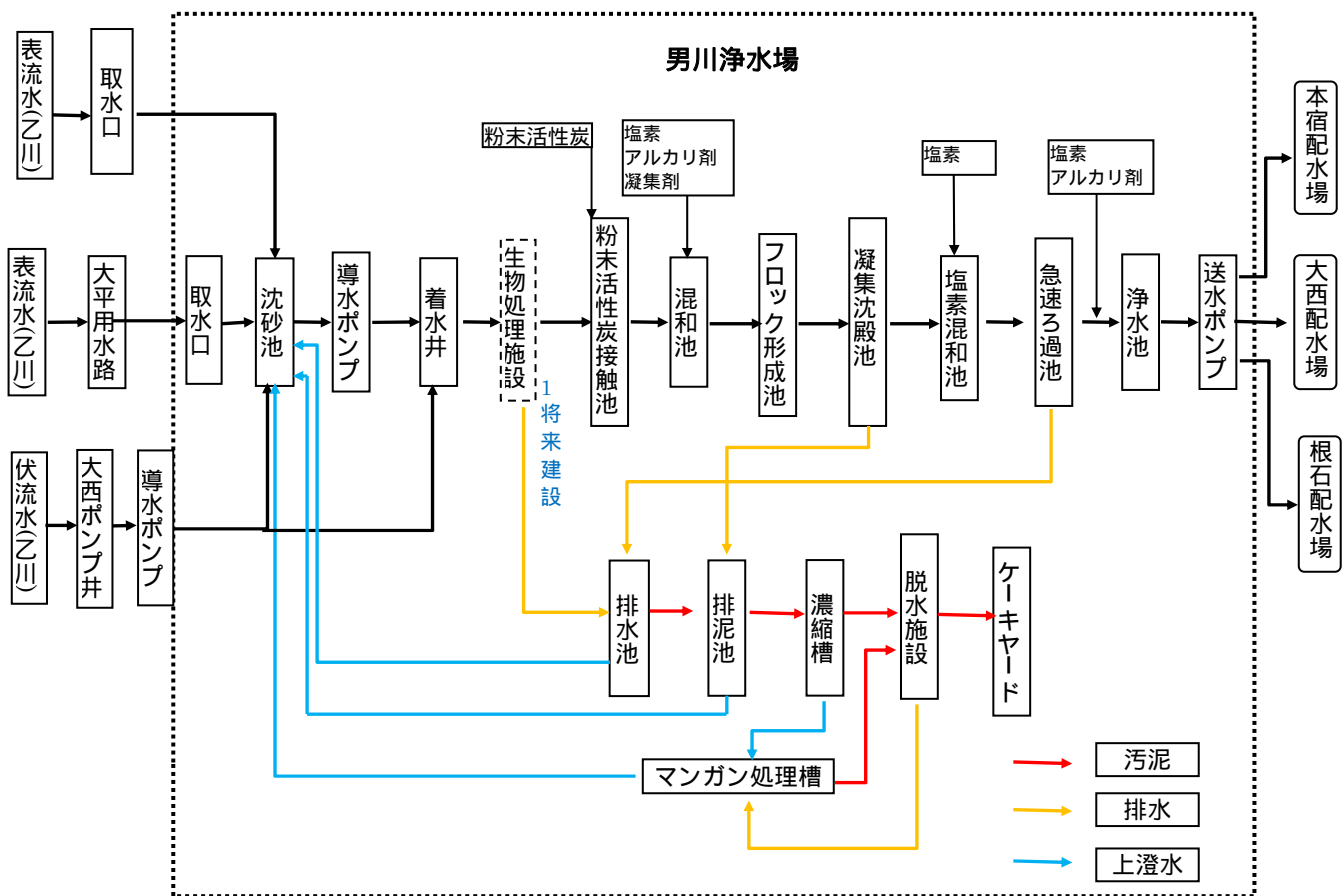 男川浄水場
表流水(乙川)
取水口
粉末活性炭
塩素
アルカリ剤
凝集剤
塩素
塩素
アルカリ剤
本宿配水場
表流水(乙川)
大平用水路
取水口
沈砂池
導水ポンプ
着水井
生物処理施設
1将来建設
粉末活性炭接触池
混和池
フロック形成池
凝集沈殿池
塩素混和池
急速ろ過池
浄水池
送水ポンプ
大西配水場
伏流水(乙川)
大西ポンプ井
導水ポンプ
根石配水場
排水池
排泥池
濃縮槽
脱水施設
ケーキヤード
マンガン処理槽
汚泥
排水
上澄水